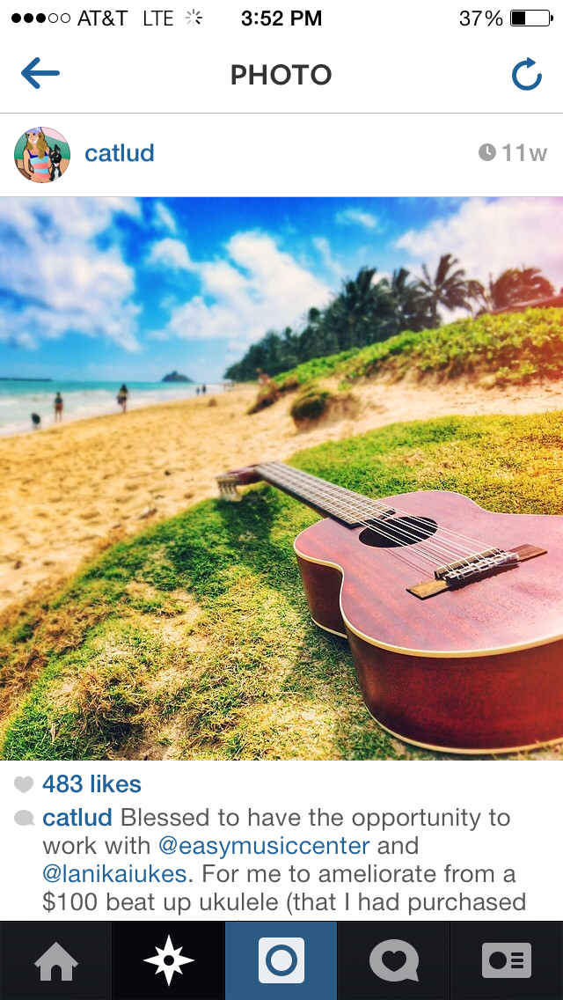 AT&T LTE 3:52 PM 37%
PHOTO
catlud 11w
483 likes
catlud Blessed to have the opportunity to
work with @easymusiccenter and
@lanikaiukes. For me to ameliorate from a
$100 beat up ukulele (that I had purchased